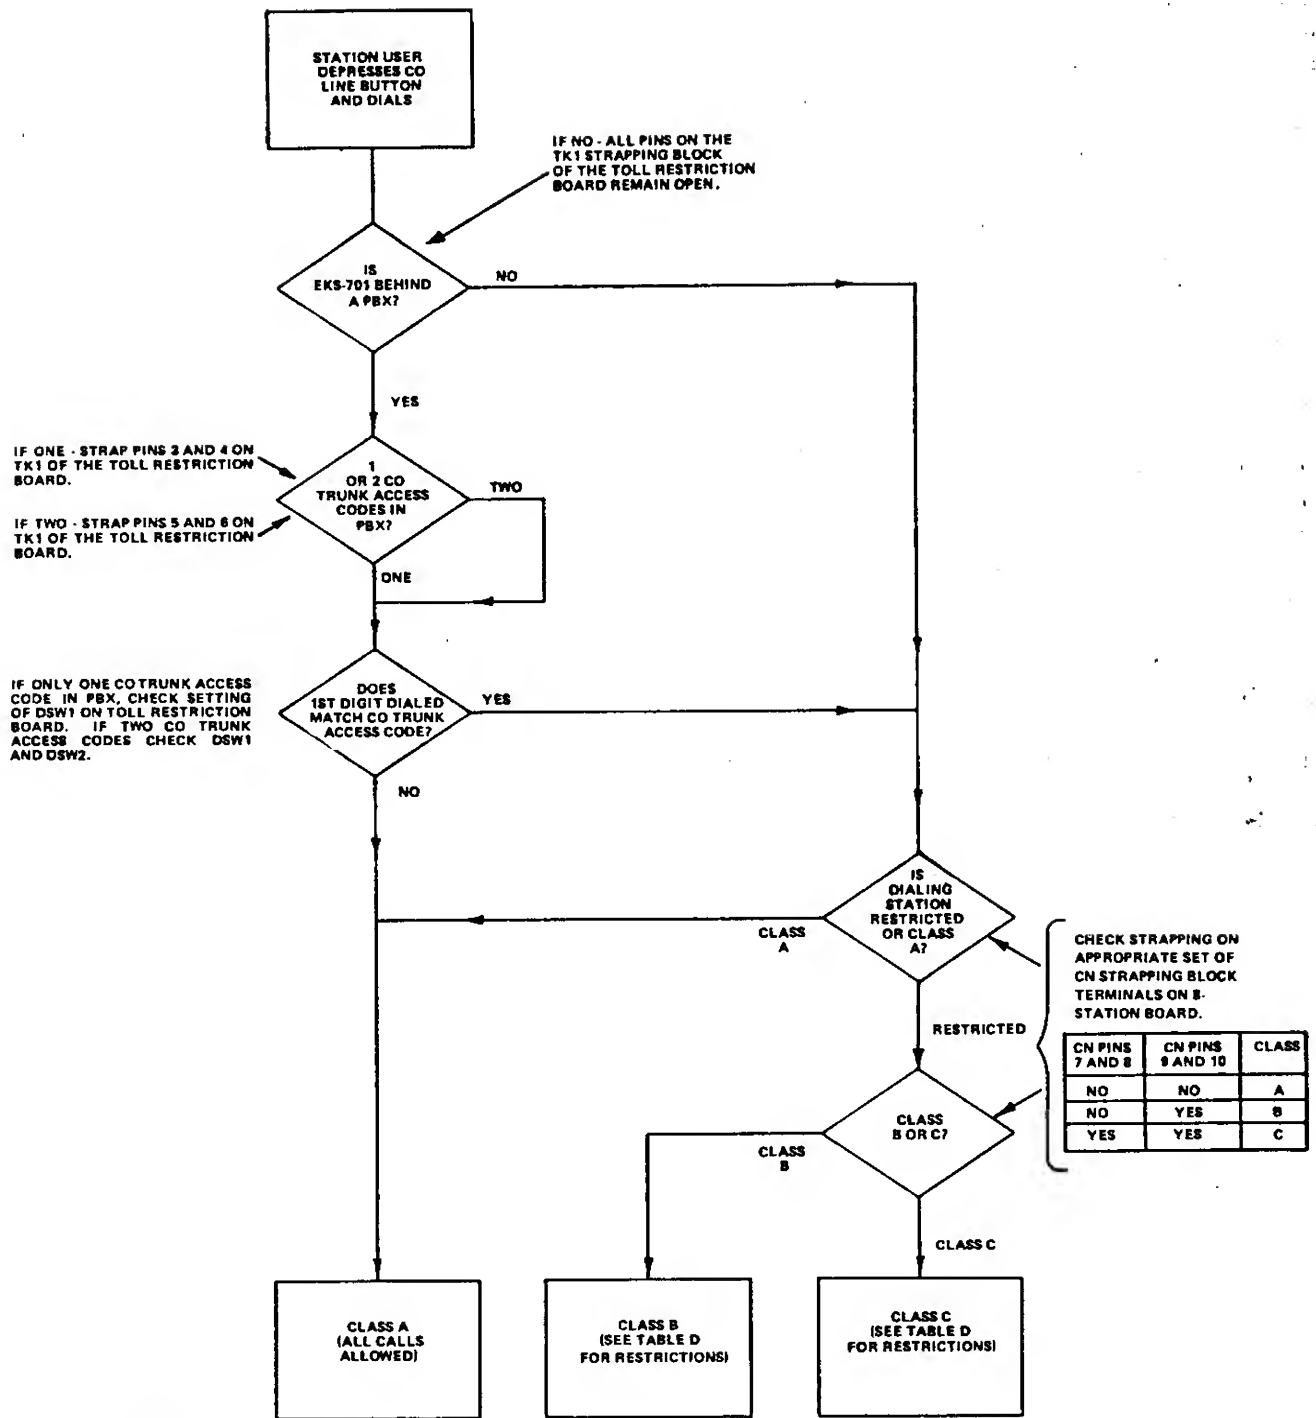 STATION USER
DEPRESSES CO
LINE BUTTON
AND DIALS
IF NO - ALL PINS ON THE
TK1 STRAPPING BLOCK
OF THE TOLL RESTRICTION
BOARD REMAIN OPEN.
IS
EKS-701 BEHIND
A PBX?
NO
YES
IF ONE - STRAP PINS 3 AND 4 ON
TK1 OF THE TOLL RESTRICTION
BOARD.
IF TWO - STRAP PINS 5 AND 6 ON
TK1 OF THE TOLL RESTRICTION
BOARD.
1
OR 2 CO
TRUNK ACCESS
CODES IN
PBX?
TWO
ONE
IF ONLY ONE CO TRUNK ACCESS
CODE IN PBX, CHECK SETTING
OF DSW1 ON TOLL RESTRICTION
BOARD. IF TWO CO TRUNK
ACCESS CODES CHECK DSW1
AND DSW2.
DOES
1ST DIGIT DIALED
MATCH CO TRUNK
ACCESS CODE?
YES
NO
IS
DIALING
STATION
RESTRICTED
OR CLASS
A?
CLASS
A
RESTRICTED
CHECK STRAPPING ON
APPROPRIATE SET OF
CN STRAPPING BLOCK
TERMINALS ON 8-
STATION BOARD.
CN PINS 7 AND 8 CN PINS 9 AND 10 CLASS
NO NO A
NO YES B
YES YES C
CLASS
B OR C?
CLASS
B
CLASS C
CLASS A
(ALL CALLS
ALLOWED)
CLASS B
(SEE TABLE D
FOR RESTRICTIONS)
CLASS C
(SEE TABLE D
FOR RESTRICTIONS)